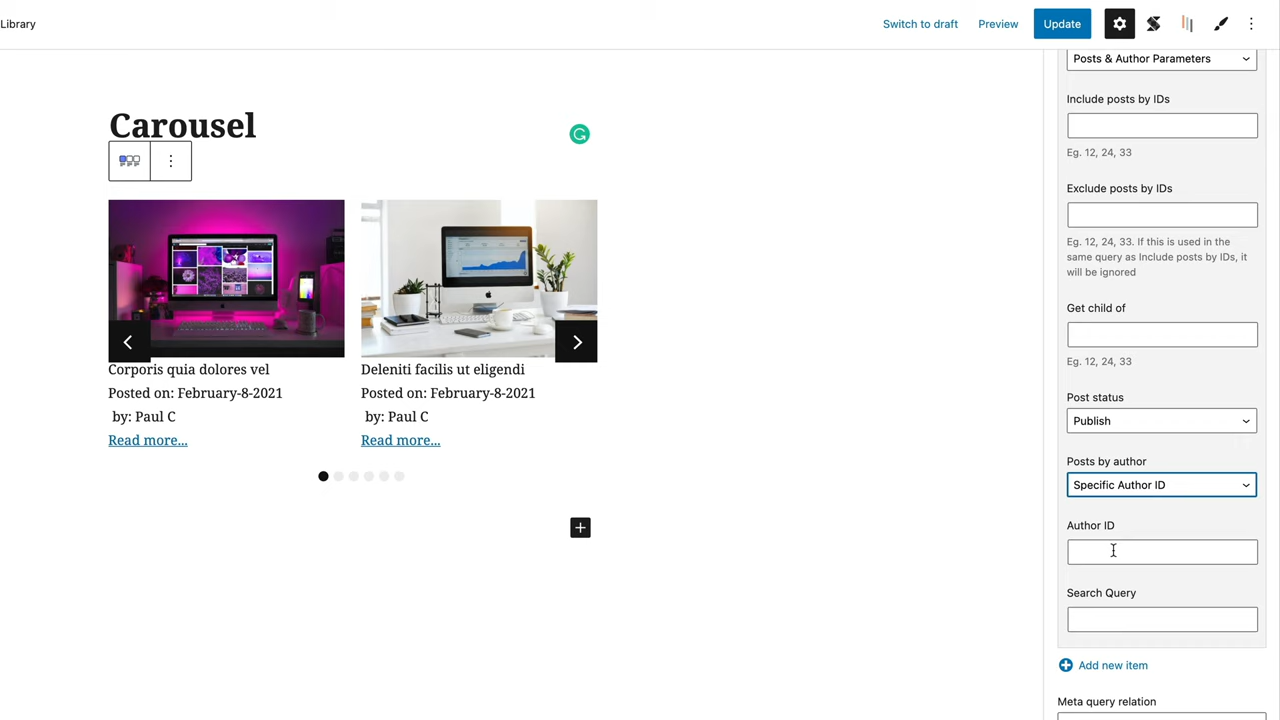 Library
Switch to draft
Preview
Update
Posts & Author Parameters
Include posts by IDs
Eg. 12, 24, 33
Exclude posts by IDs
Eg. 12, 24, 33. If this is used in the
same query as Include posts by IDs, it
will be ignored
Get child of
Eg. 12, 24, 33
Post status
Publish
Posts by author
Specific Author ID
Author ID
Search Query
Add new item
Meta query relation
Carousel
Corporis quia dolores vel
Posted on: February-8-2021
by: Paul C
Read more...
Deleniti facilis ut eligendi
Posted on: February-8-2021
by: Paul C
Read more...